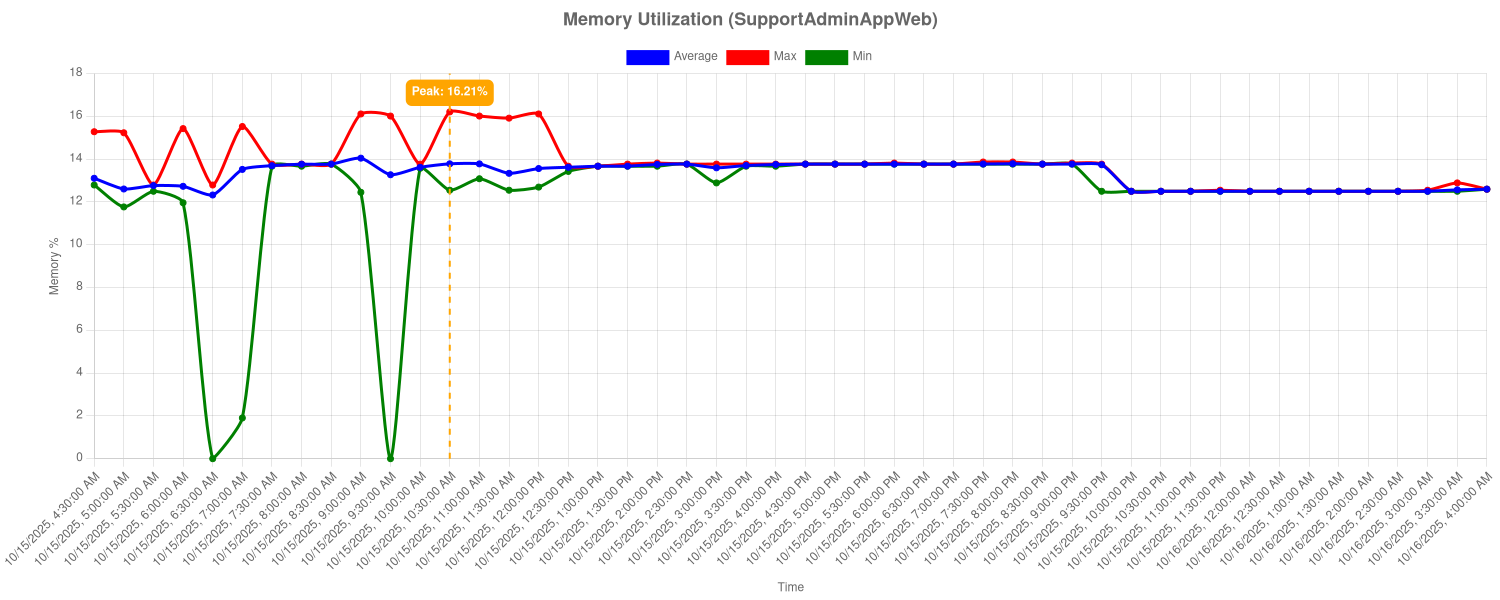 Memory Utilization (SupportAdminAppWeb)
Average Max Min
Peak: 16.21%
18
16
14
12
10
8
6
4
2
0
Memory %
10/15/2025, 4:30:00 AM
10/15/2025, 5:00:00 AM
10/15/2025, 5:30:00 AM
10/15/2025, 6:00:00 AM
10/15/2025, 6:30:00 AM
10/15/2025, 7:00:00 AM
10/15/2025, 7:30:00 AM
10/15/2025, 8:00:00 AM
10/15/2025, 8:30:00 AM
10/15/2025, 9:00:00 AM
10/15/2025, 9:30:00 AM
10/15/2025, 10:00:00 AM
10/15/2025, 10:30:00 AM
10/15/2025, 11:00:00 AM
10/15/2025, 11:30:00 AM
10/15/2025, 12:00:00 PM
10/15/2025, 12:30:00 PM
10/15/2025, 1:00:00 PM
10/15/2025, 1:30:00 PM
10/15/2025, 2:00:00 PM
10/15/2025, 2:30:00 PM
10/15/2025, 3:00:00 PM
10/15/2025, 3:30:00 PM
10/15/2025, 4:00:00 PM
10/15/2025, 4:30:00 PM
10/15/2025, 5:00:00 PM
10/15/2025, 5:30:00 PM
10/15/2025, 6:00:00 PM
10/15/2025, 6:30:00 PM
10/15/2025, 7:00:00 PM
10/15/2025, 7:30:00 PM
10/15/2025, 8:00:00 PM
10/15/2025, 8:30:00 PM
10/15/2025, 9:00:00 PM
10/15/2025, 9:30:00 PM
10/15/2025, 10:00:00 PM
10/15/2025, 10:30:00 PM
10/15/2025, 11:00:00 PM
10/15/2025, 11:30:00 PM
10/16/2025, 12:00:00 AM
10/16/2025, 12:30:00 AM
10/16/2025, 1:00:00 AM
10/16/2025, 1:30:00 AM
10/16/2025, 2:00:00 AM
10/16/2025, 2:30:00 AM
10/16/2025, 3:00:00 AM
10/16/2025, 3:30:00 AM
10/16/2025, 4:00:00 AM
Time